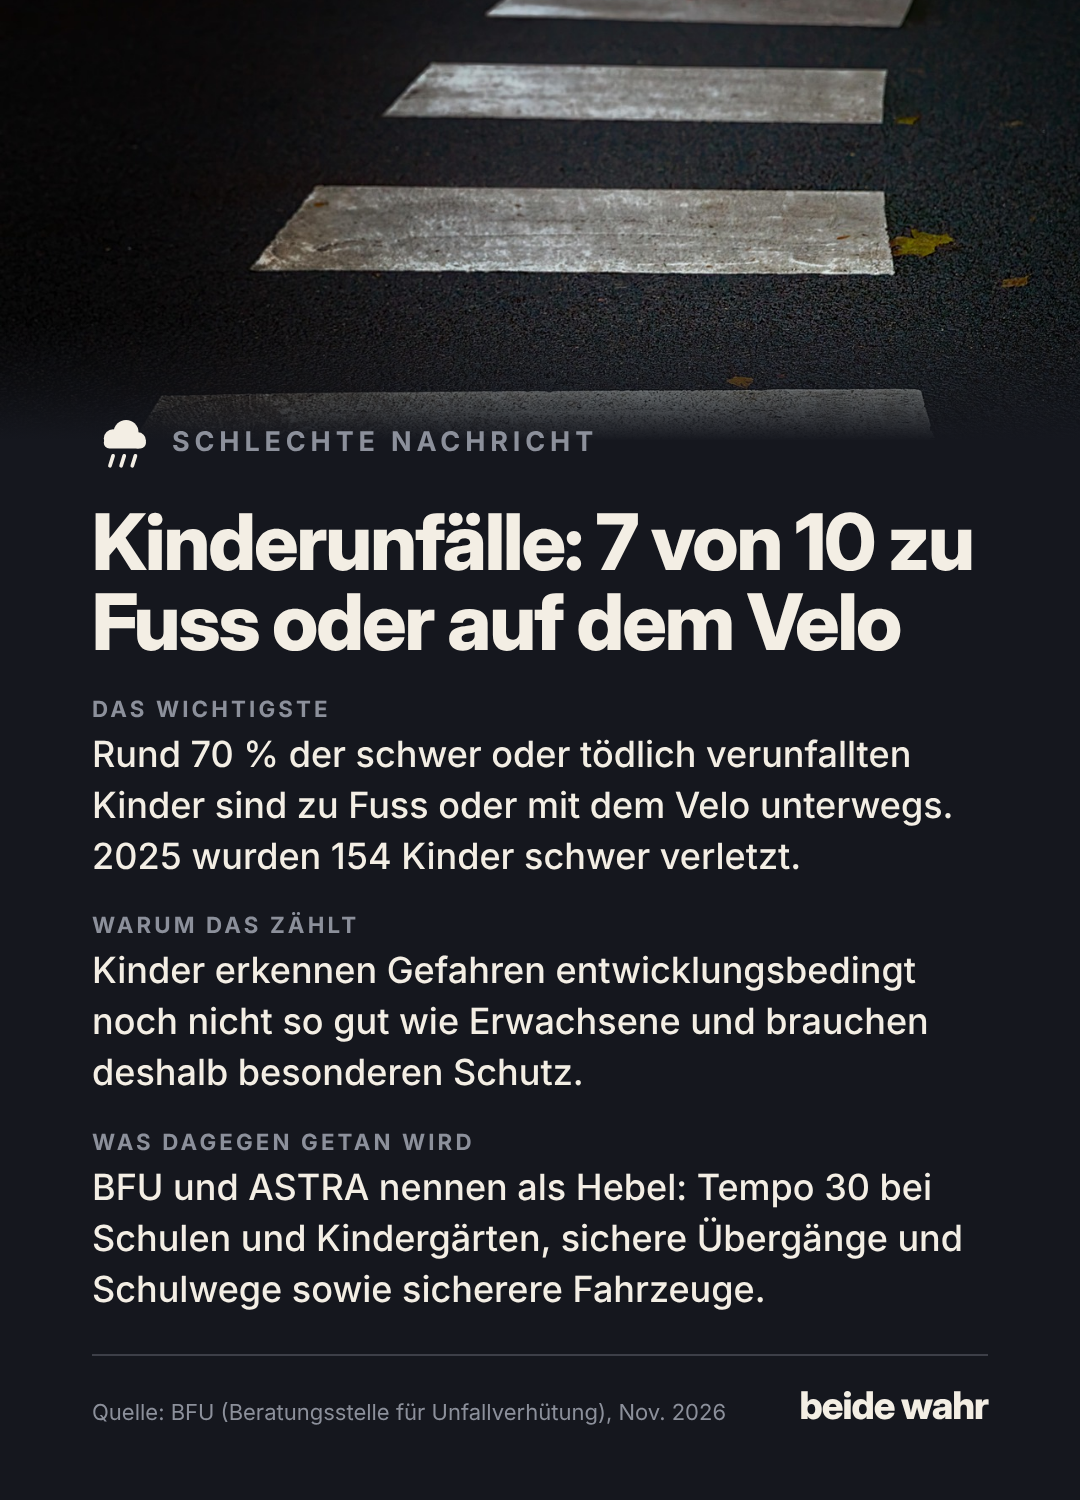 SCHLECHTE NACHRICHT
Kinderunfälle: 7 von 10 zu
Fuss oder auf dem Velo
DAS WICHTIGSTE
Rund 70 % der schwer oder tödlich verunfallten
Kinder sind zu Fuss oder mit dem Velo unterwegs.
2025 wurden 154 Kinder schwer verletzt.
WARUM DAS ZÄHLT
Kinder erkennen Gefahren entwicklungsbedingt
noch nicht so gut wie Erwachsene und brauchen
deshalb besonderen Schutz.
WAS DAGEGEN GETAN WIRD
BFU und ASTRA nennen als Hebel: Tempo 30 bei
Schulen und Kindergärten, sichere Übergänge und
Schulwege sowie sicherere Fahrzeuge.
Quelle: BFU (Beratungsstelle für Unfallverhütung), Nov. 2026
beide wahr